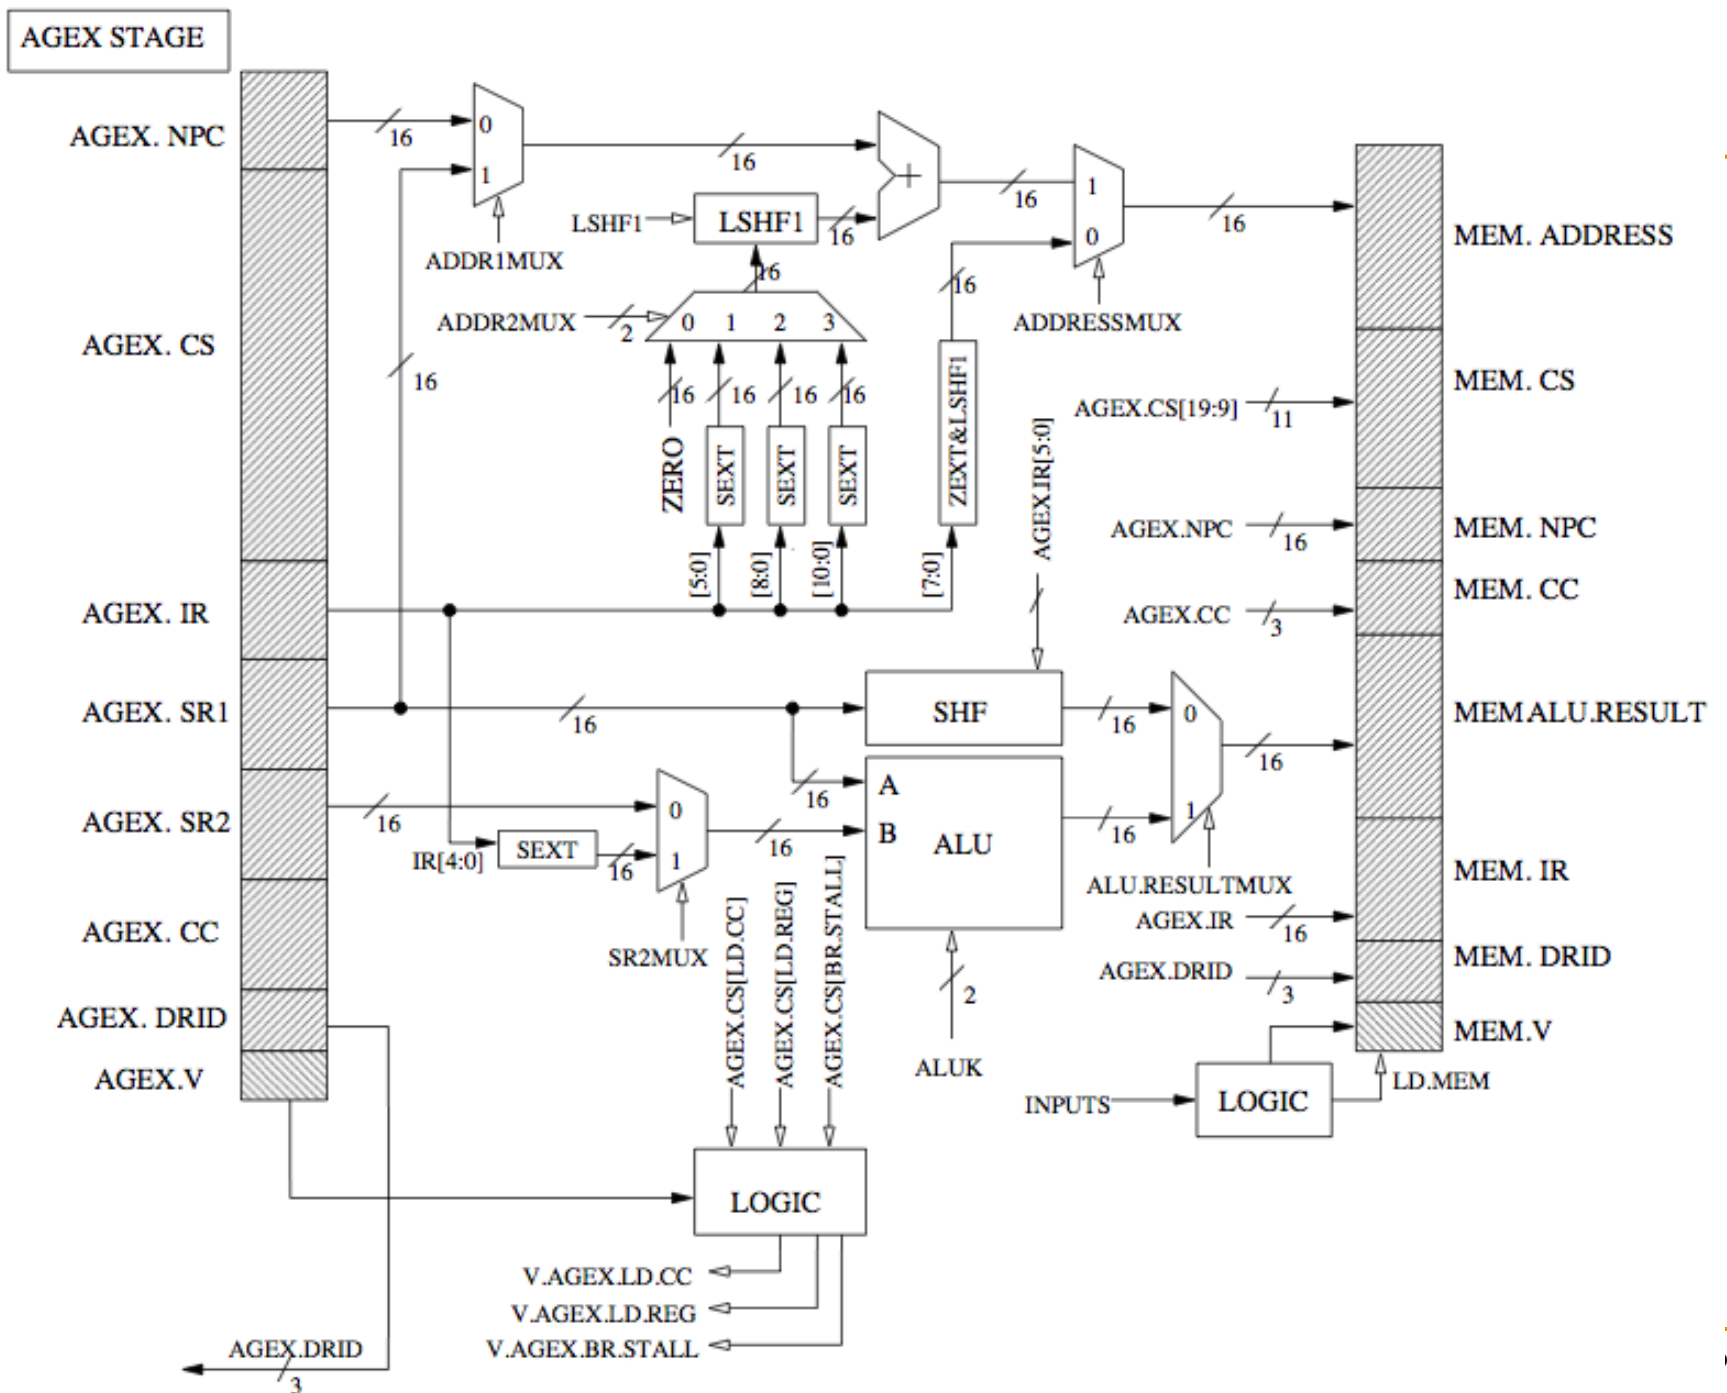 AGEX STAGE
AGEX. NPC
AGEX. CS
AGEX. IR
AGEX. SR1
AGEX. SR2
AGEX. CC
AGEX. DRID
AGEX.V
16
0
1
ADDR1MUX
16
16
LSHF1
LSHF1
16
+
16
1
0
ADDRESSMUX
16
16
ADDR2MUX
2
0 1 2 3
16
16
16
16
16
ZERO
SEXT
SEXT
SEXT
ZEXT&LSHF1
[5:0]
[8:0]
[10:0]
[7:0]
AGEX.IR[5:0]
16
SHF
16
16
A
B
ALU
16
0
1
16
ALU.RESULTMUX
16
IR[4:0]
SEXT
16
0
1
SR2MUX
16
ALUK
2
AGEX.CS[LD.CC]
AGEX.CS[LD.REG]
AGEX.CS[BR.STALL]
LOGIC
V.AGEX.LD.CC
V.AGEX.LD.REG
V.AGEX.BR.STALL
AGEX.DRID
3
AGEX.CS[19:9]
11
AGEX.NPC
16
AGEX.CC
3
AGEX.IR
16
AGEX.DRID
3
INPUTS
LOGIC
LD.MEM
MEM. ADDRESS
MEM. CS
MEM. NPC
MEM. CC
MEM.ALU.RESULT
MEM. IR
MEM. DRID
MEM.V